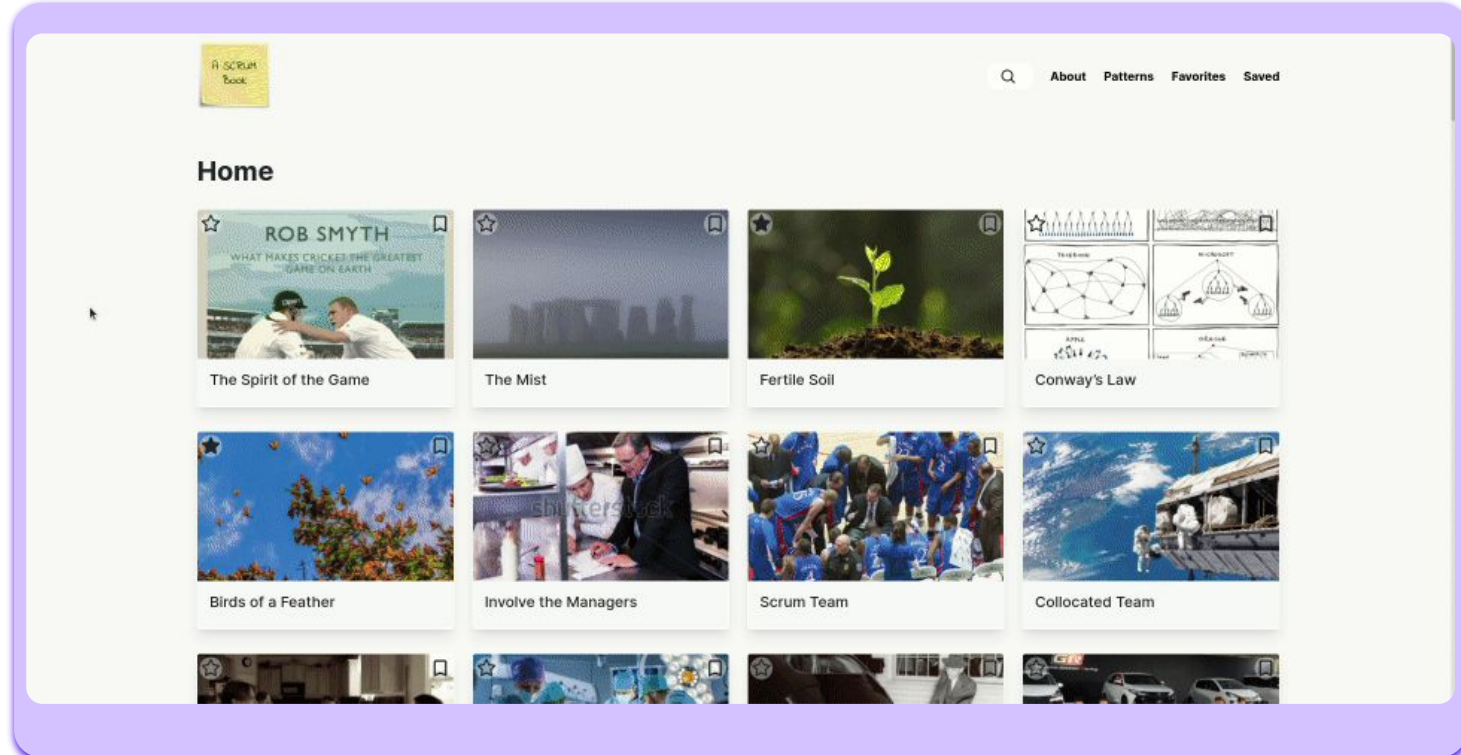 A SCRUM
Book
About Patterns Favorites Saved
Home
ROB SMYTH
WHAT MAKES CRICKET THE GREATEST
GAME ON EARTH
The Spirit of the Game
The Mist
Fertile Soil
APPLE
Conway's Law
shutterstock
Birds of a Feather
Involve the Managers
Scrum Team
Collocated Team
GR